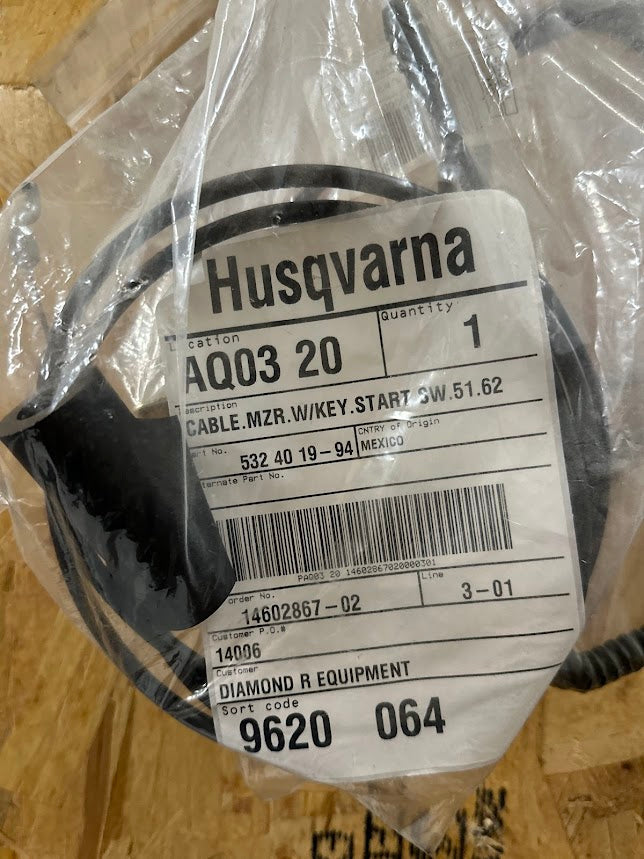 Husqvarna
Location
AQ03 20
Quantity
1
Description
CABLE.MZR.W/KEY.START SW.51.62
Part No.
532 40 19-94
CNTRY of Origin
MEXICO
Alternate Part No.
PAQ03 20 14602867020000301
Order No.
14602867-02
Line
3-01
Customer P.O.#
14006
Customer
DIAMOND R EQUIPMENT
Sort code
9620 064